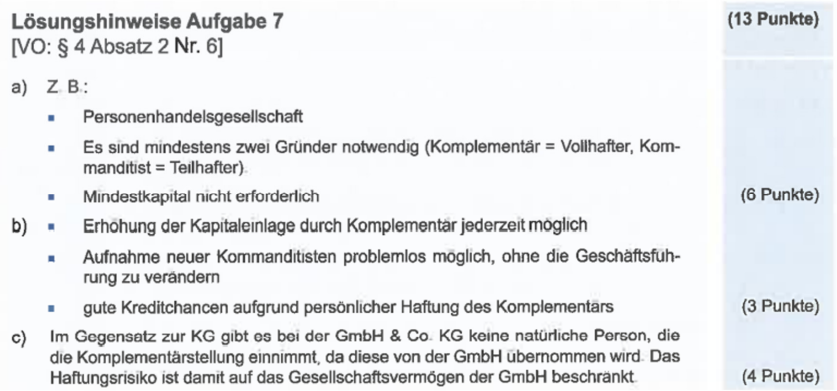 Lösungshinweise Aufgabe 7 (13 Punkte)
[VO: § 4 Absatz 2 Nr. 6]
a) Z. B.:
▪ Personenhandelsgesellschaft
▪ Es sind mindestens zwei Gründer notwendig (Komplementär = Vollhafter, Kom-
manditist = Teilhafter).
▪ Mindestkapital nicht erforderlich (6 Punkte)
b) ▪ Erhöhung der Kapitaleinlage durch Komplementär jederzeit möglich
▪ Aufnahme neuer Kommanditisten problemlos möglich, ohne die Geschäftsfüh-
rung zu verändern
▪ gute Kreditchancen aufgrund persönlicher Haftung des Komplementärs (3 Punkte)
c) Im Gegensatz zur KG gibt es bei der GmbH & Co. KG keine natürliche Person, die
die Komplementärstellung einnimmt, da diese von der GmbH übernommen wird. Das
Haftungsrisiko ist damit auf das Gesellschaftsvermögen der GmbH beschränkt. (4 Punkte)